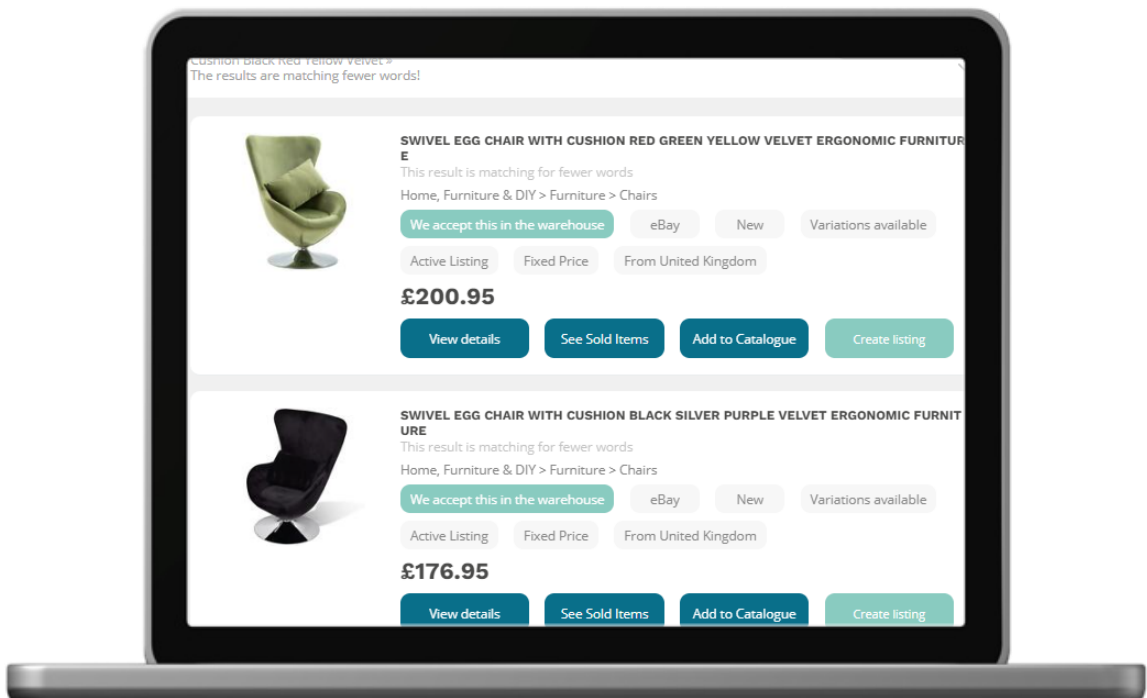 Cushion Black Red Yellow Velvet »
The results are matching fewer words!
SWIVEL EGG CHAIR WITH CUSHION RED GREEN YELLOW VELVET ERGONOMIC FURNITUR
E
This result is matching for fewer words
Home, Furniture & DIY > Furniture > Chairs
We accept this in the warehouse eBay New Variations available
Active Listing Fixed Price From United Kingdom
£200.95
View details See Sold Items Add to Catalogue Create listing
SWIVEL EGG CHAIR WITH CUSHION BLACK SILVER PURPLE VELVET ERGONOMIC FURNIT
URE
This result is matching for fewer words
Home, Furniture & DIY > Furniture > Chairs
We accept this in the warehouse eBay New Variations available
Active Listing Fixed Price From United Kingdom
£176.95
View details See Sold Items Add to Catalogue Create listing